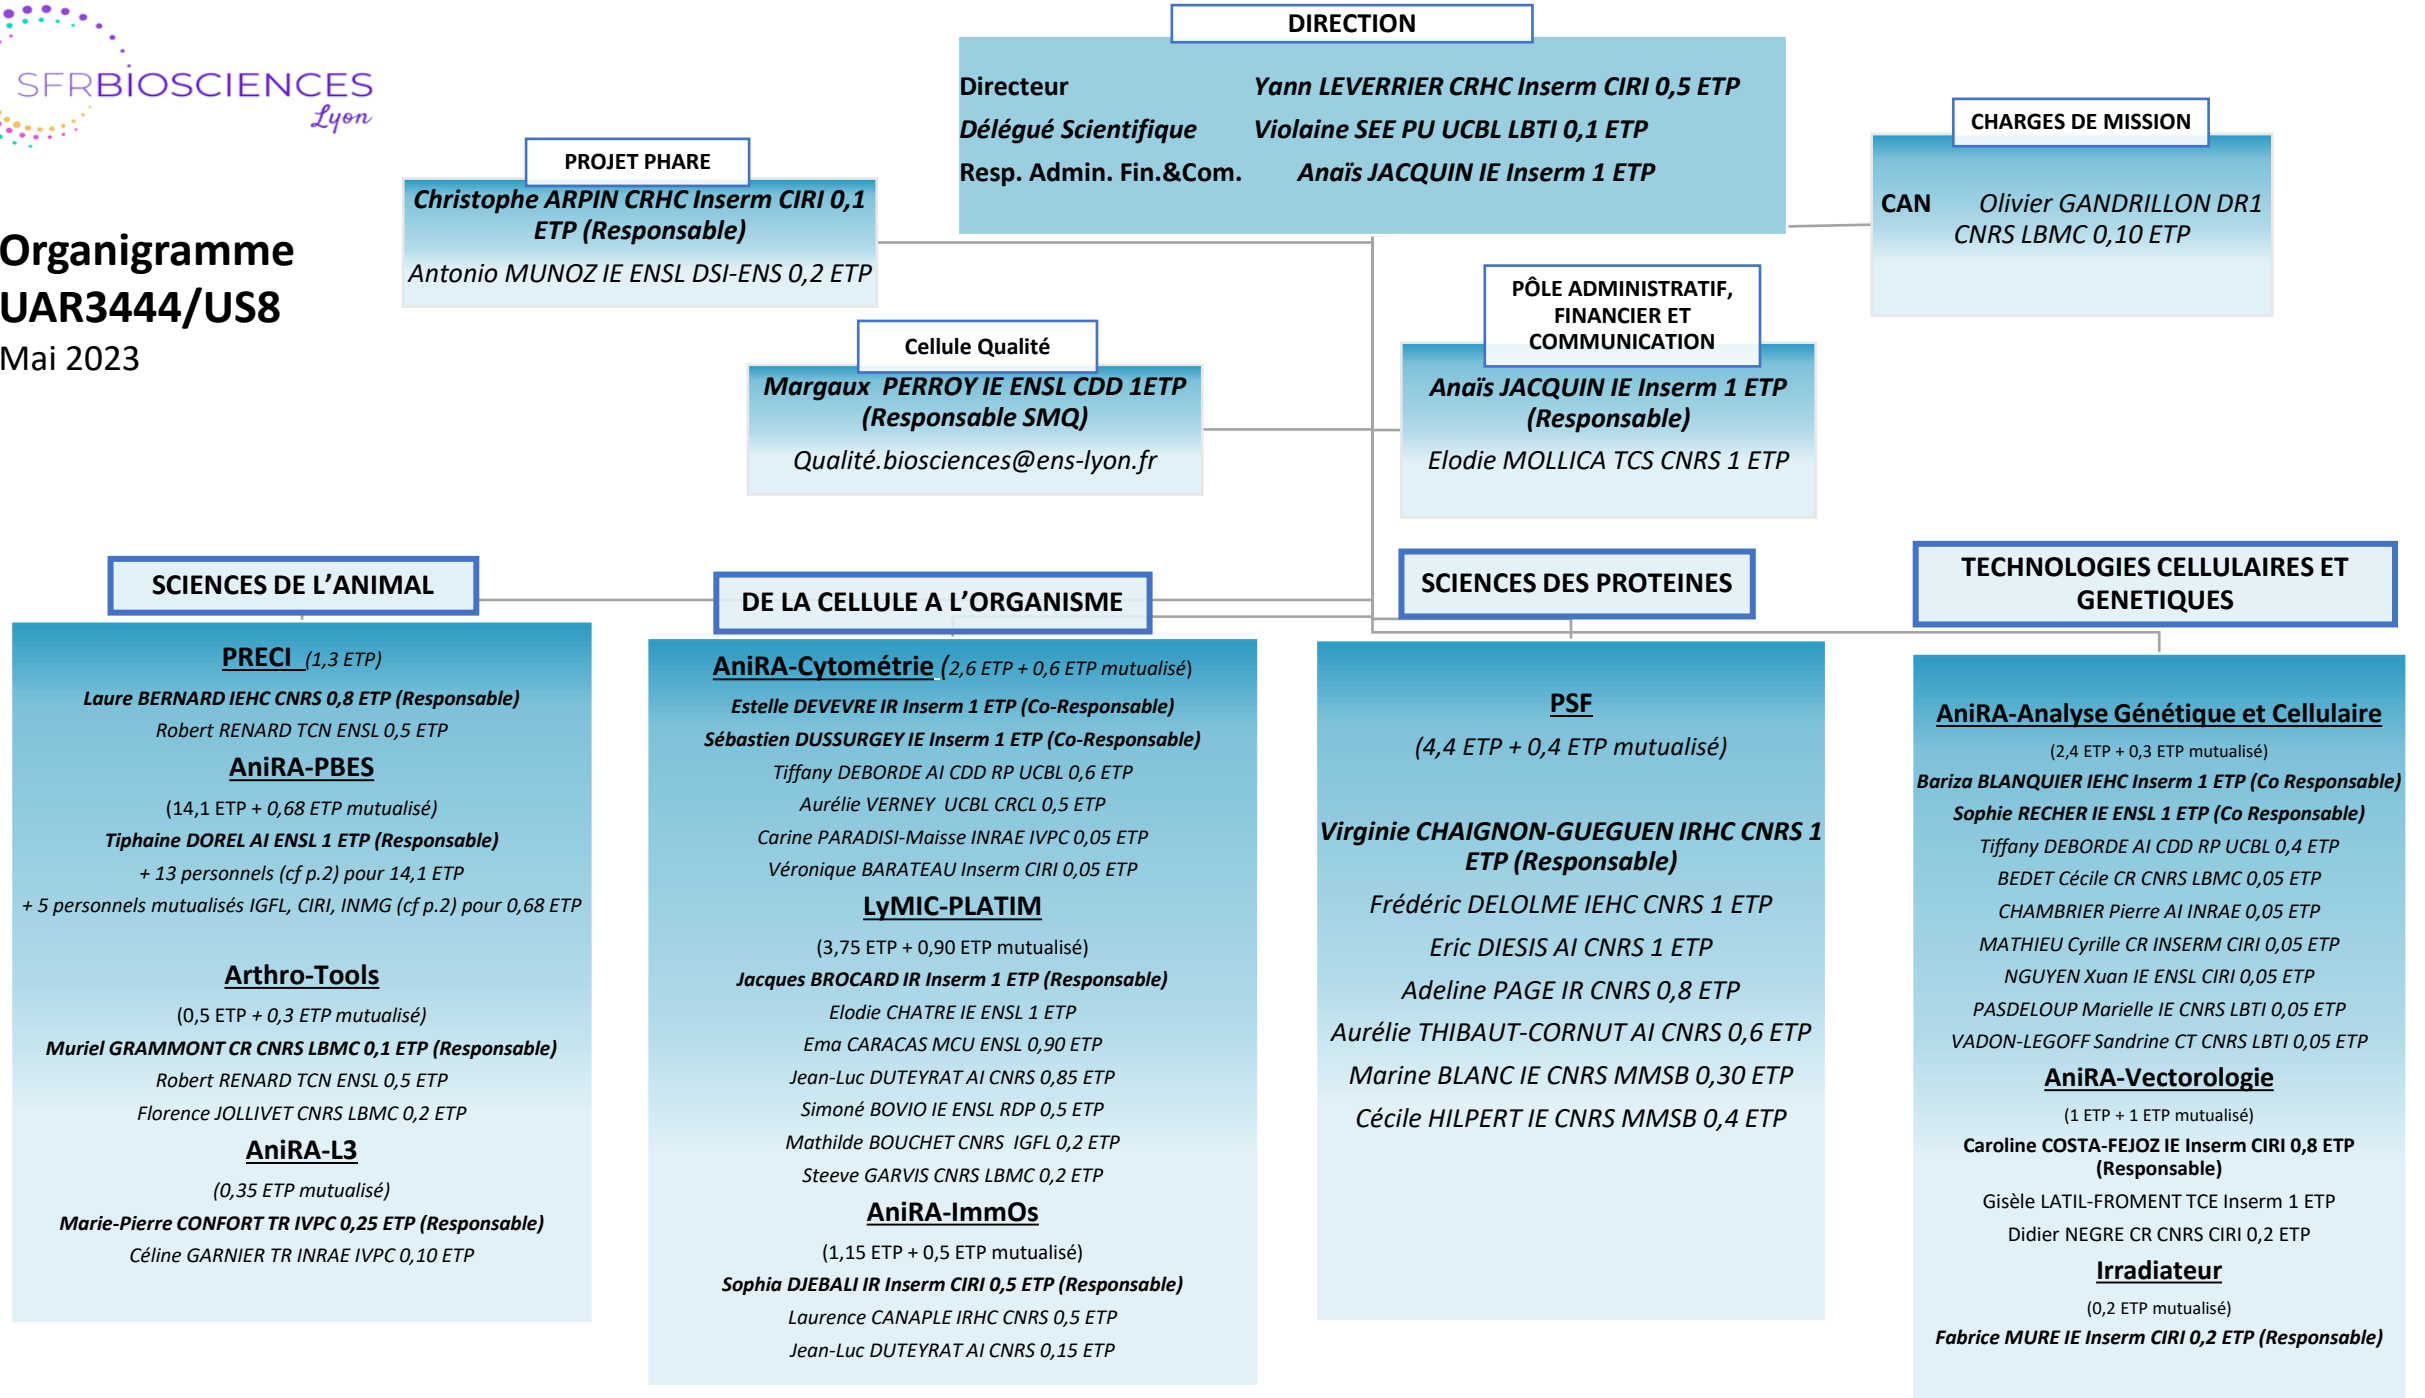 SFRBIOSCIENCES
Lyon
Organigramme
UAR3444/US8
Mai 2023
DIRECTION
Directeur Yann LEVERRIER CRHC Inserm CIRI 0,5 ETP
Délégué Scientifique Violaine SEE PU UCBL LBTI 0,1 ETP
Resp. Admin. Fin.&Com. Anaïs JACQUIN IE Inserm 1 ETP
CHARGES DE MISSION
CAN Olivier GANDRILLON DR1
CNRS LBMC 0,10 ETP
PROJET PHARE
Christophe ARPIN CRHC Inserm CIRI 0,1
ETP (Responsable)
Antonio MUNOZ IE ENSL DSI-ENS 0,2 ETP
Cellule Qualité
Margaux PERROY IE ENSL CDD 1ETP
(Responsable SMQ)
Qualité.biosciences@ens-lyon.fr
PÔLE ADMINISTRATIF,
FINANCIER ET
COMMUNICATION
Anaïs JACQUIN IE Inserm 1 ETP
(Responsable)
Elodie MOLLICA TCS CNRS 1 ETP
SCIENCES DE L’ANIMAL
PRECI (1,3 ETP)
Laure BERNARD IEHC CNRS 0,8 ETP (Responsable)
Robert RENARD TCN ENSL 0,5 ETP
AniRA-PBES
(14,1 ETP + 0,68 ETP mutualisé)
Tiphaine DOREL AI ENSL 1 ETP (Responsable)
+ 13 personnels (cf p.2) pour 14,1 ETP
+ 5 personnels mutualisés IGFL, CIRI, INMG (cf p.2) pour 0,68 ETP
Arthro-Tools
(0,5 ETP + 0,3 ETP mutualisé)
Muriel GRAMMONT CR CNRS LBMC 0,1 ETP (Responsable)
Robert RENARD TCN ENSL 0,5 ETP
Florence JOLLIVET CNRS LBMC 0,2 ETP
AniRA-L3
(0,35 ETP mutualisé)
Marie-Pierre CONFORT TR IVPC 0,25 ETP (Responsable)
Céline GARNIER TR INRAE IVPC 0,10 ETP
DE LA CELLULE A L’ORGANISME
AniRA-Cytométrie (2,6 ETP + 0,6 ETP mutualisé)
Estelle DEVEVRE IR Inserm 1 ETP (Co-Responsable)
Sébastien DUSSURGEY IE Inserm 1 ETP (Co-Responsable)
Tiffany DEBORDE AI CDD RP UCBL 0,6 ETP
Aurélie VERNEY UCBL CRCL 0,5 ETP
Carine PARADISI-Maisse INRAE IVPC 0,05 ETP
Véronique BARATEAU Inserm CIRI 0,05 ETP
LyMIC-PLATIM
(3,75 ETP + 0,90 ETP mutualisé)
Jacques BROCARD IR Inserm 1 ETP (Responsable)
Elodie CHATRE IE ENSL 1 ETP
Ema CARACAS MCU ENSL 0,90 ETP
Jean-Luc DUTEYRAT AI CNRS 0,85 ETP
Simoné BOVIO IE ENSL RDP 0,5 ETP
Mathilde BOUCHET CNRS IGFL 0,2 ETP
Steeve GARVIS CNRS LBMC 0,2 ETP
AniRA-ImmOs
(1,15 ETP + 0,5 ETP mutualisé)
Sophia DJEBALI IR Inserm CIRI 0,5 ETP (Responsable)
Laurence CANAPLE IRHC CNRS 0,5 ETP
Jean-Luc DUTEYRAT AI CNRS 0,15 ETP
SCIENCES DES PROTEINES
PSF
(4,4 ETP + 0,4 ETP mutualisé)
Virginie CHAIGNON-GUEGUEN IRHC CNRS 1
ETP (Responsable)
Frédéric DELOLME IEHC CNRS 1 ETP
Eric DIESIS AI CNRS 1 ETP
Adeline PAGE IR CNRS 0,8 ETP
Aurélie THIBAUT-CORNUT AI CNRS 0,6 ETP
Marine BLANC IE CNRS MMSB 0,30 ETP
Cécile HILPERT IE CNRS MMSB 0,4 ETP
TECHNOLOGIES CELLULAIRES ET
GENETIQUES
AniRA-Analyse Génétique et Cellulaire
(2,4 ETP + 0,3 ETP mutualisé)
Bariza BLANQUIER IEHC Inserm 1 ETP (Co Responsable)
Sophie RECHER IE ENSL 1 ETP (Co Responsable)
Tiffany DEBORDE AI CDD RP UCBL 0,4 ETP
BEDET Cécile CR CNRS LBMC 0,05 ETP
CHAMBRIER Pierre AI INRAE 0,05 ETP
MATHIEU Cyrille CR INSERM CIRI 0,05 ETP
NGUYEN Xuan IE ENSL CIRI 0,05 ETP
PASDELOUP Marielle IE CNRS LBTI 0,05 ETP
VADON-LEGOFF Sandrine CT CNRS LBTI 0,05 ETP
AniRA-Vectorologie
(1 ETP + 1 ETP mutualisé)
Caroline COSTA-FEJOZ IE Inserm CIRI 0,8 ETP
(Responsable)
Gisèle LATIL-FROMENT TCE Inserm 1 ETP
Didier NEGRE CR CNRS CIRI 0,2 ETP
Irradiateur
(0,2 ETP mutualisé)
Fabrice MURE IE Inserm CIRI 0,2 ETP (Responsable)